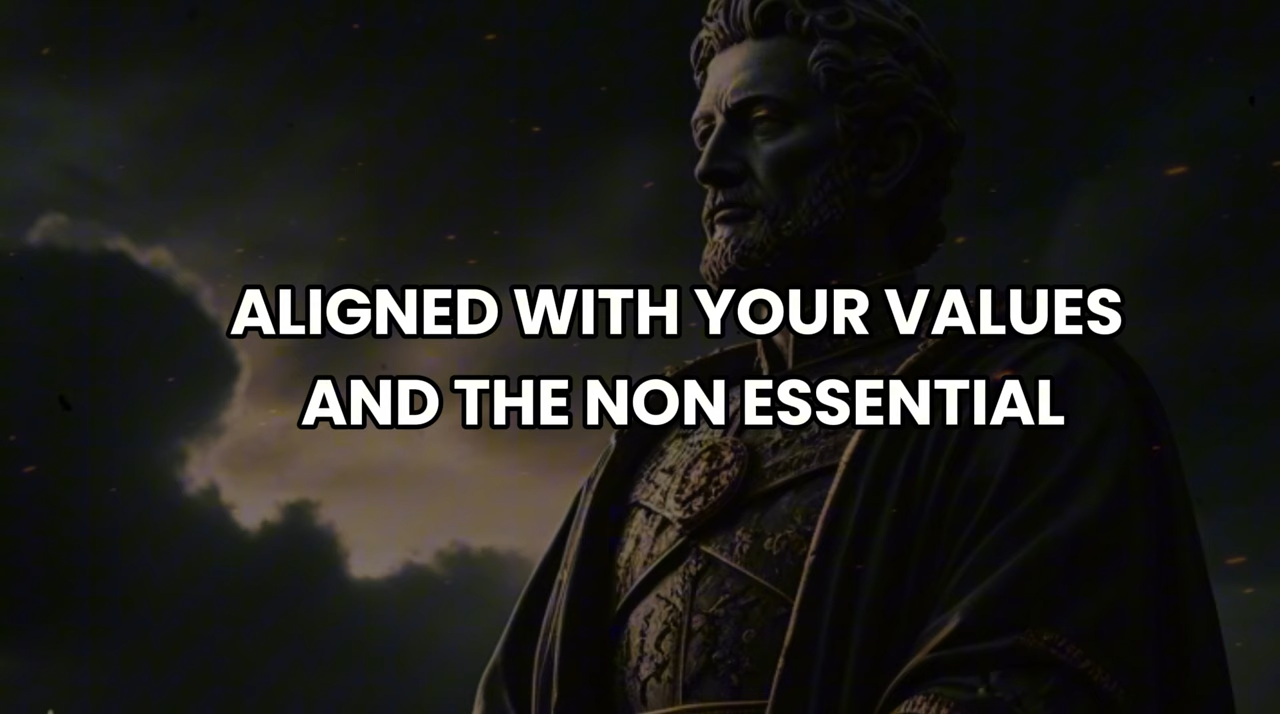 ALIGNED WITH YOUR VALUES
AND THE NON ESSENTIAL